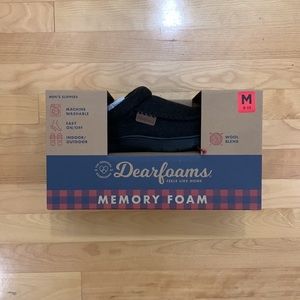 MEN'S SLIPPERS
MACHINE
WASHABLE
EASY
ON/OFF
INDOOR/
OUTDOOR
M
WOOL
BLEND
Dearfoams
FEELS LIKE HOME
MEMORY FOAM